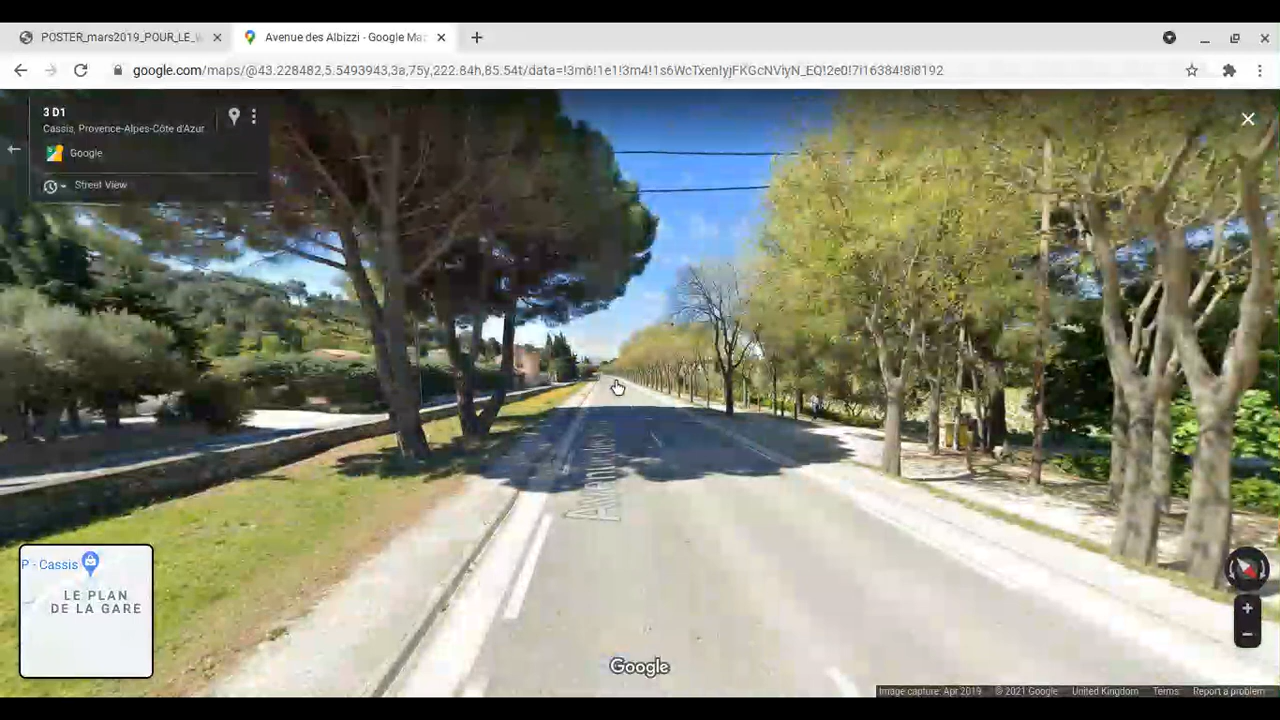 POSTER_mars2019_POUR_LE_W
Avenue des Albizzi - Google Ma
google.com/maps/@43.228482,5.5493943,3a,75y,222.84h,85.54t/data=!3m6!1e1!3m4!1s6WcTxenIyjFKGcNViyN_EQ!2e0!7i16384!8i8192
3 D1
Cassis, Provence-Alpes-Côte d'Azur
Google
Street View
Avenue
P - Cassis
LE PLAN
DE LA GARE
Google
Image capture: Apr 2019 © 2021 Google United Kingdom Terms Report a problem